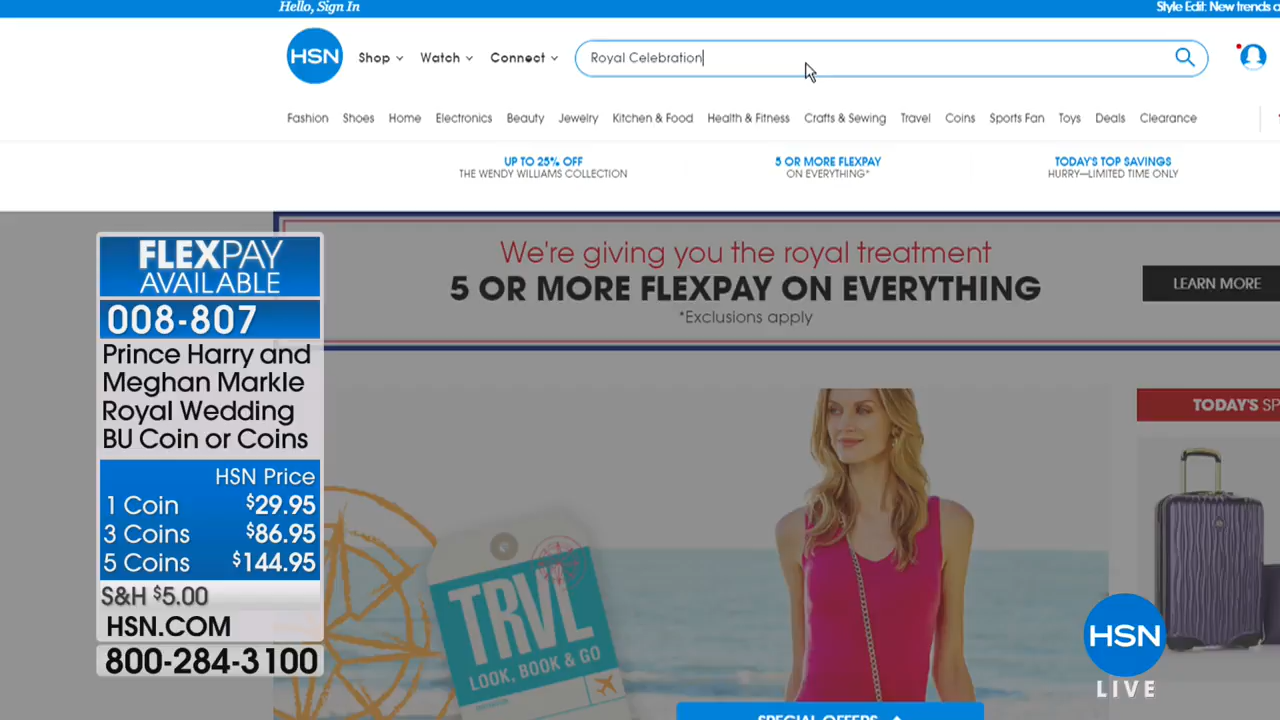 Hello, Sign In
Style Edit: New trends a
HSN
Shop
Watch
Connect
Royal Celebration
Fashion
Shoes
Home
Electronics
Beauty
Jewelry
Kitchen & Food
Health & Fitness
Crafts & Sewing
Travel
Coins
Sports Fan
Toys
Deals
Clearance
UP TO 25% OFF
THE WENDY WILLIAMS COLLECTION
5 OR MORE FLEXPAY
ON EVERYTHING*
TODAY'S TOP SAVINGS
HURRY—LIMITED TIME ONLY
We're giving you the royal treatment
5 OR MORE FLEXPAY ON EVERYTHING
*Exclusions apply
LEARN MORE
FLEXPAY
AVAILABLE
008-807
Prince Harry and
Meghan Markle
Royal Wedding
BU Coin or Coins
HSN Price
1 Coin $29.95
3 Coins $86.95
5 Coins $144.95
S&H $5.00
HSN.COM
800-284-3100
TODAY'S SP
TRVL
LOOK, BOOK & GO
HSN
LIVE
SPECIAL OFFERS